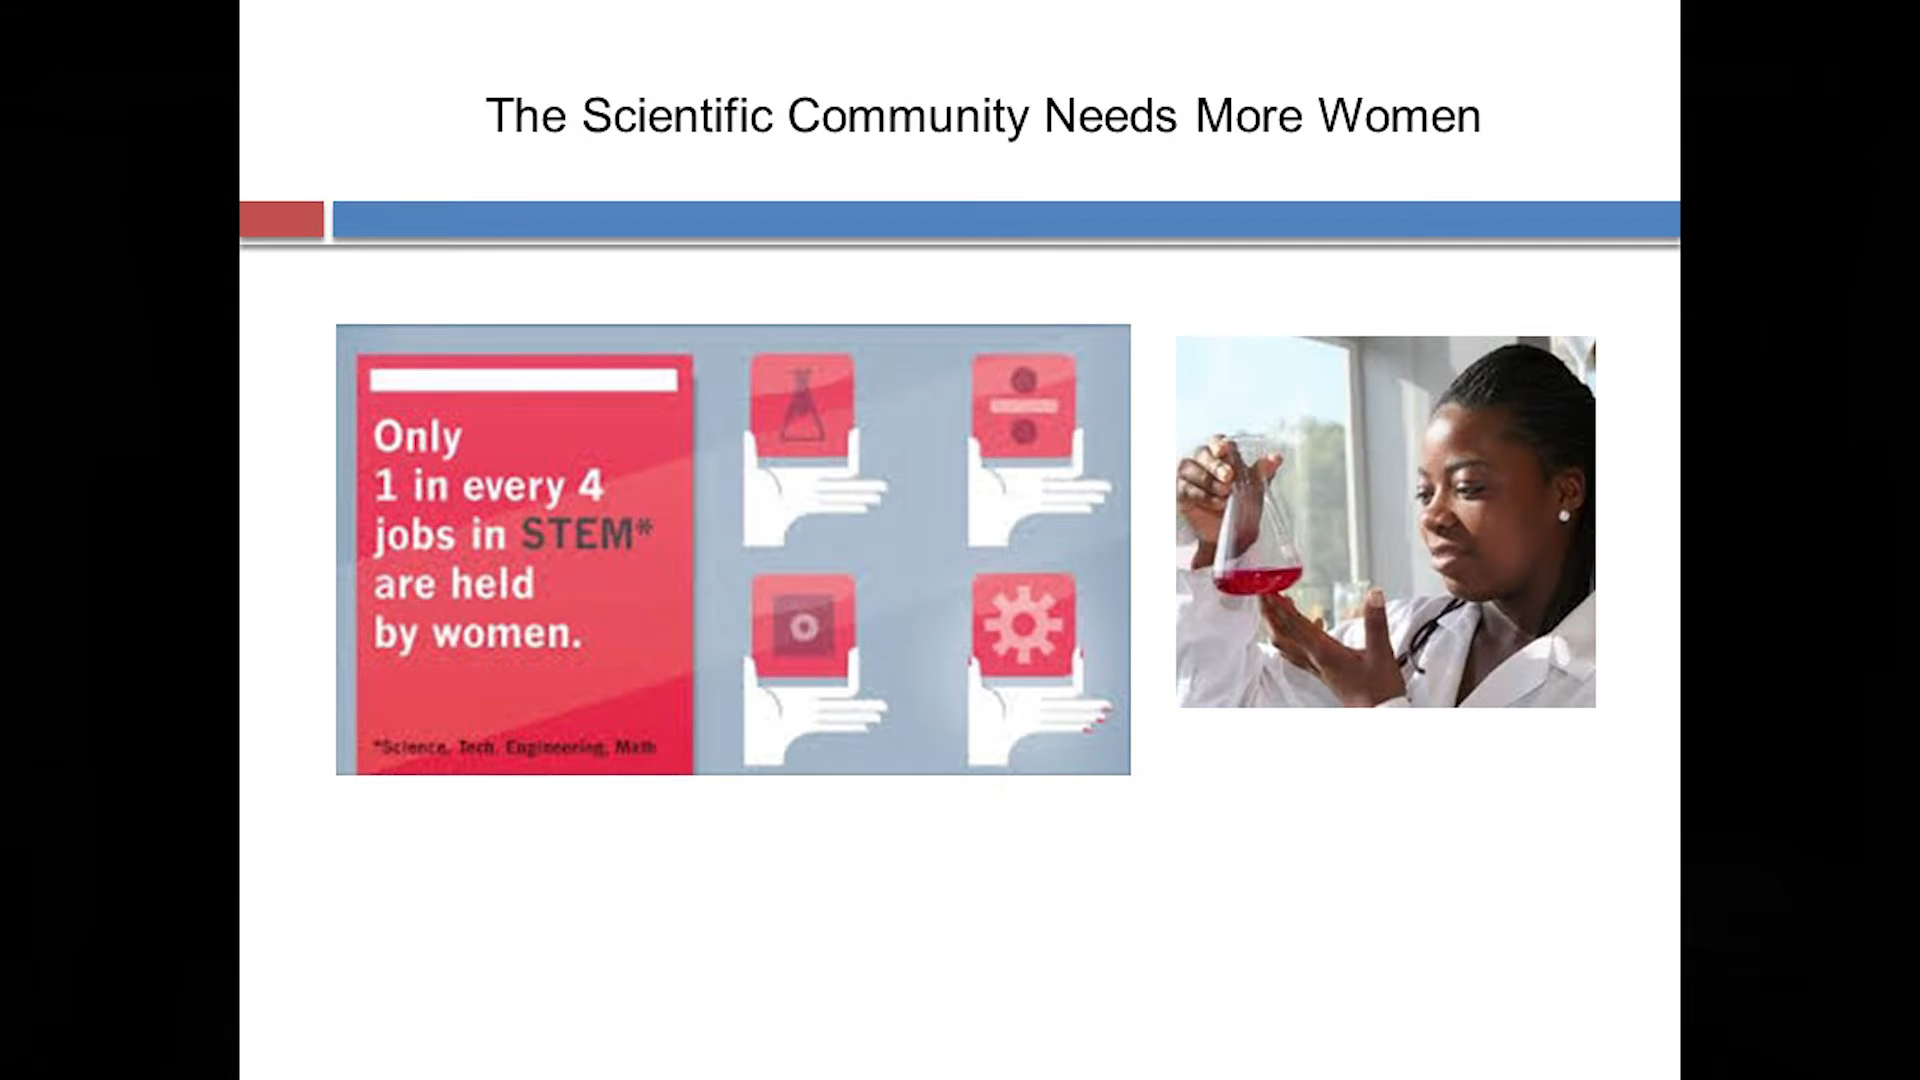 The Scientific Community Needs More Women
Only
1 in every 4
jobs in STEM*
are held
by women.
*Science, Tech, Engineering, Math